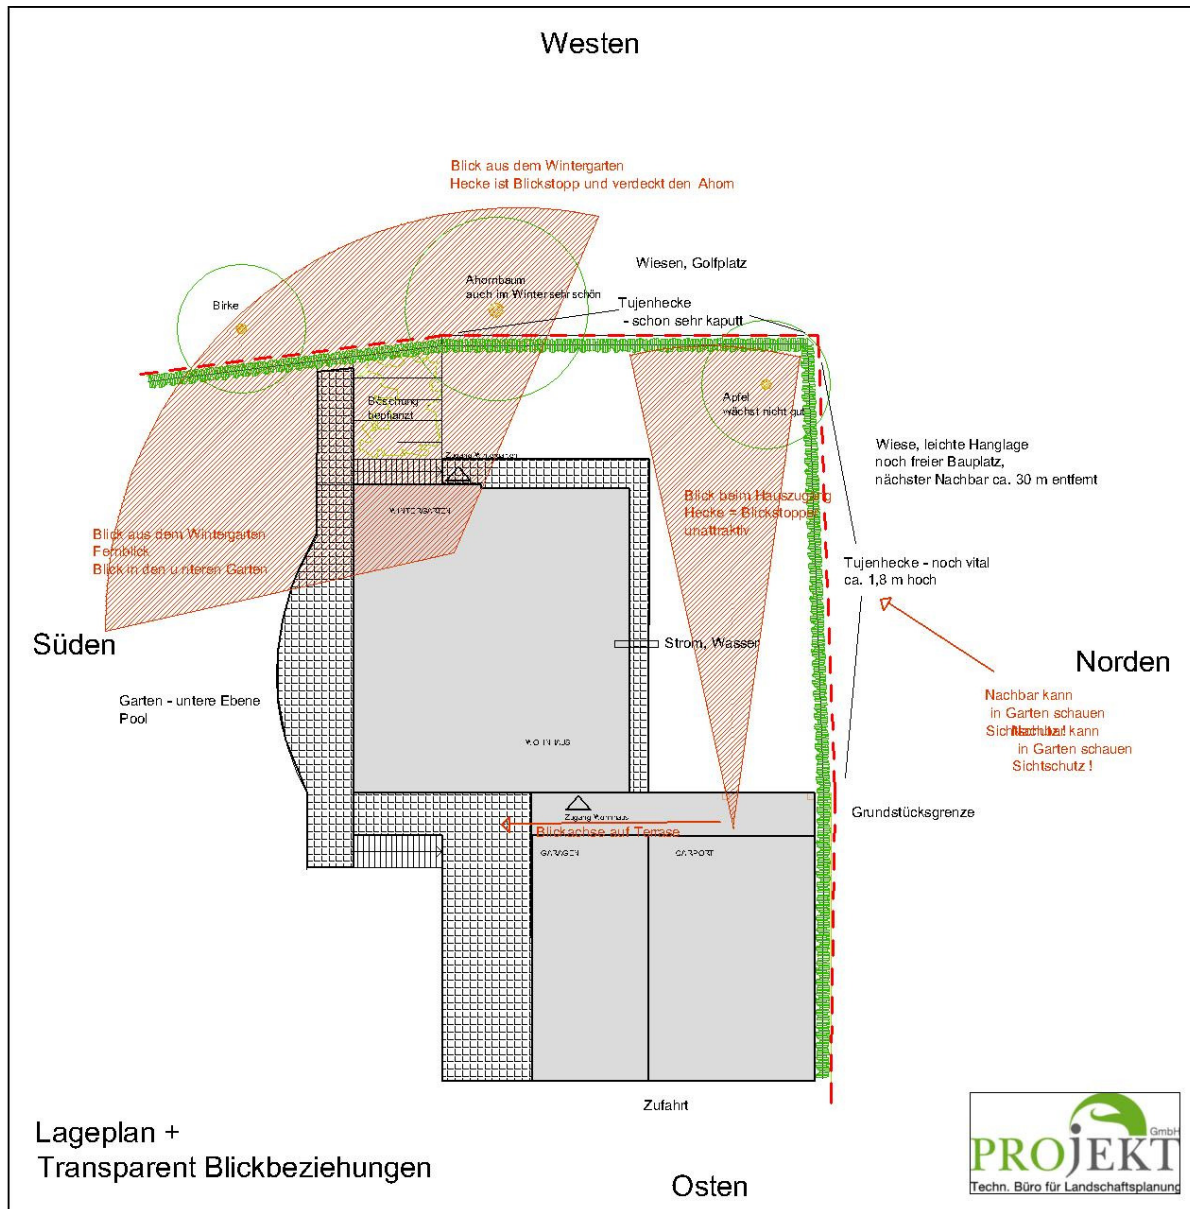 Westen
Blick aus dem Wintergarten
Hecke ist Blickstopp und verdeckt den Ahorn
Wiesen, Golfplatz
Ahornbaum
auch im Winter sehr schön
Birke
Tujenhecke
- schon sehr kaputt
Apfel
wächst nicht gut
Böschung
bepflanzt
Wiese, leichte Hanglage
noch freier Bauplatz,
nächster Nachbar ca. 30 m entfernt
Zugang Wintergarten
WINTERGARTEN
Blick beim Hauszugang
Hecke = Blickstopper
unattraktiv
Blick aus dem Wintergarten
Fernblick
Blick in den unteren Garten
Tujenhecke - noch vital
ca. 1,8 m hoch
Süden
Strom, Wasser
Norden
Garten - untere Ebene
Pool
Nachbar kann
in Garten schauen
Sichtschutz !
Nachbar kann
in Garten schauen
Sichtschutz !
WOHNHAUS
Grundstücksgrenze
Zugang Wohnhaus
Blickachse auf Terrase
GARAGEN
CARPORT
Zufahrt
Lageplan +
Transparent Blickbeziehungen
Osten
GmbH
PROJEKT
Techn. Büro für Landschaftsplanung